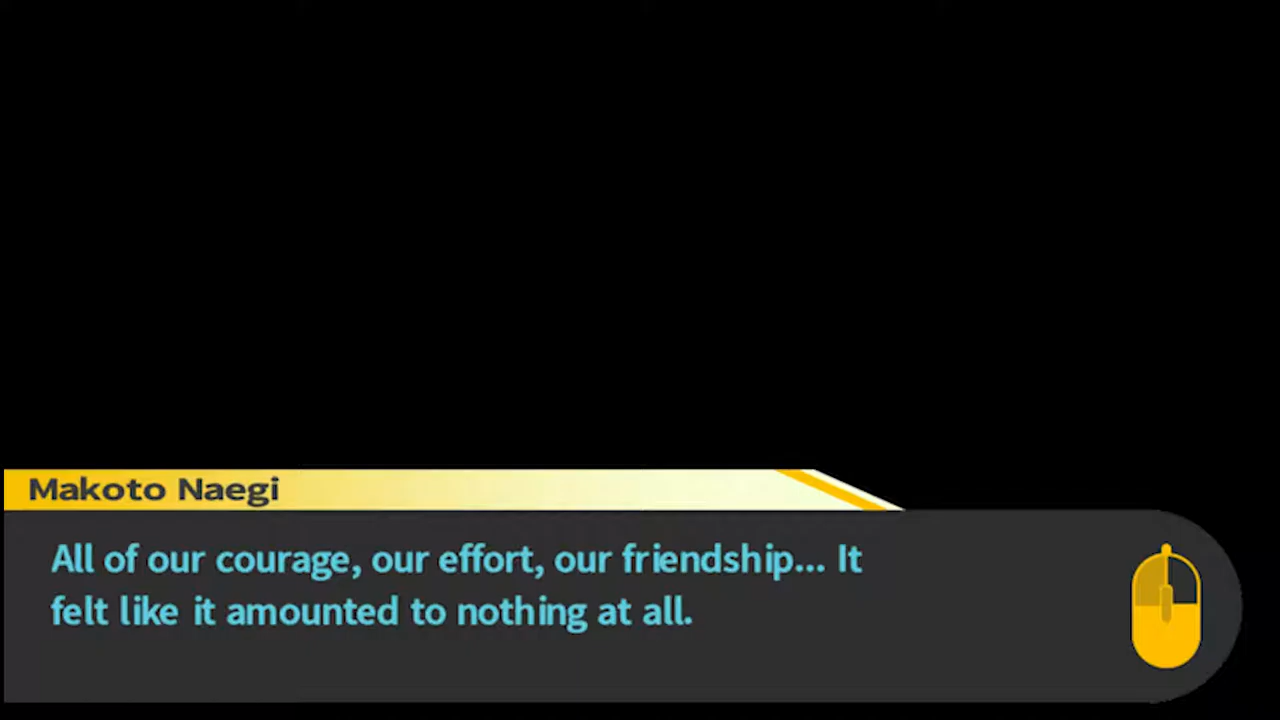 Makoto Naegi
All of our courage, our effort, our friendship... It
felt like it amounted to nothing at all.